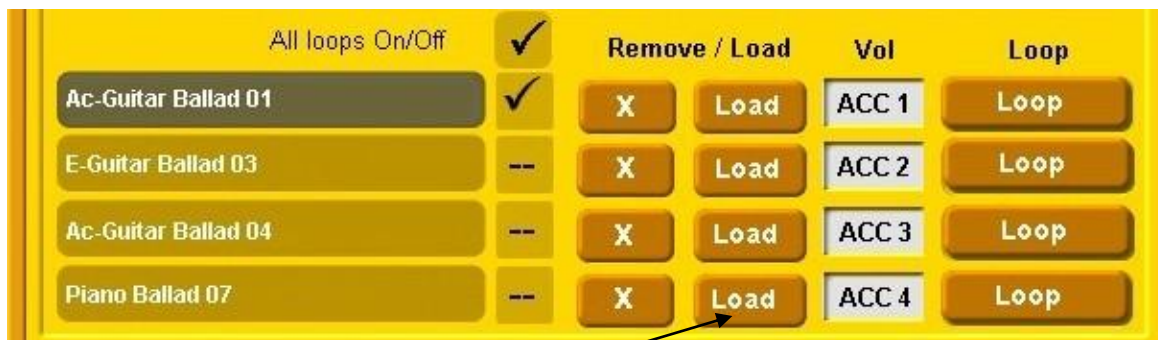 All loops On/Off ✓ Remove / Load Vol Loop
Ac-Guitar Ballad 01 ✓ X Load ACC 1 Loop
E-Guitar Ballad 03 -- X Load ACC 2 Loop
Ac-Guitar Ballad 04 -- X Load ACC 3 Loop
Piano Ballad 07 -- X Load ACC 4 Loop